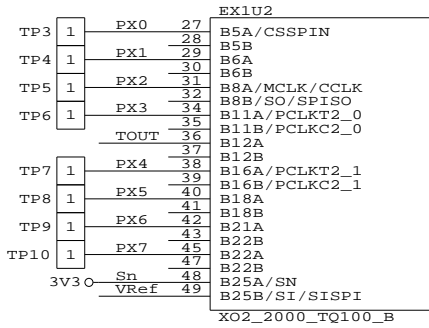 EX1U2
TP3 1 PX0 27 B5A/CSSPIN
28 B5B
TP4 1 PX1 29 B6A
30 B6B
TP5 1 PX2 31 B8A/MCLK/CCLK
32 B8B/SO/SPISO
TP6 1 PX3 34 B11A/PCLKT2_0
35 B11B/PCLKC2_0
TOUT 36 B12A
37 B12B
TP7 1 PX4 38 B16A/PCLKT2_1
39 B16B/PCLKC2_1
TP8 1 PX5 40 B18A
41 B18B
TP9 1 PX6 42 B21A
43 B22B
TP10 1 PX7 45 B22A
47 B22B
3V3 Sn 48 B25A/SN
VRef 49 B25B/SI/SISPI
XO2_2000_TQ100_B